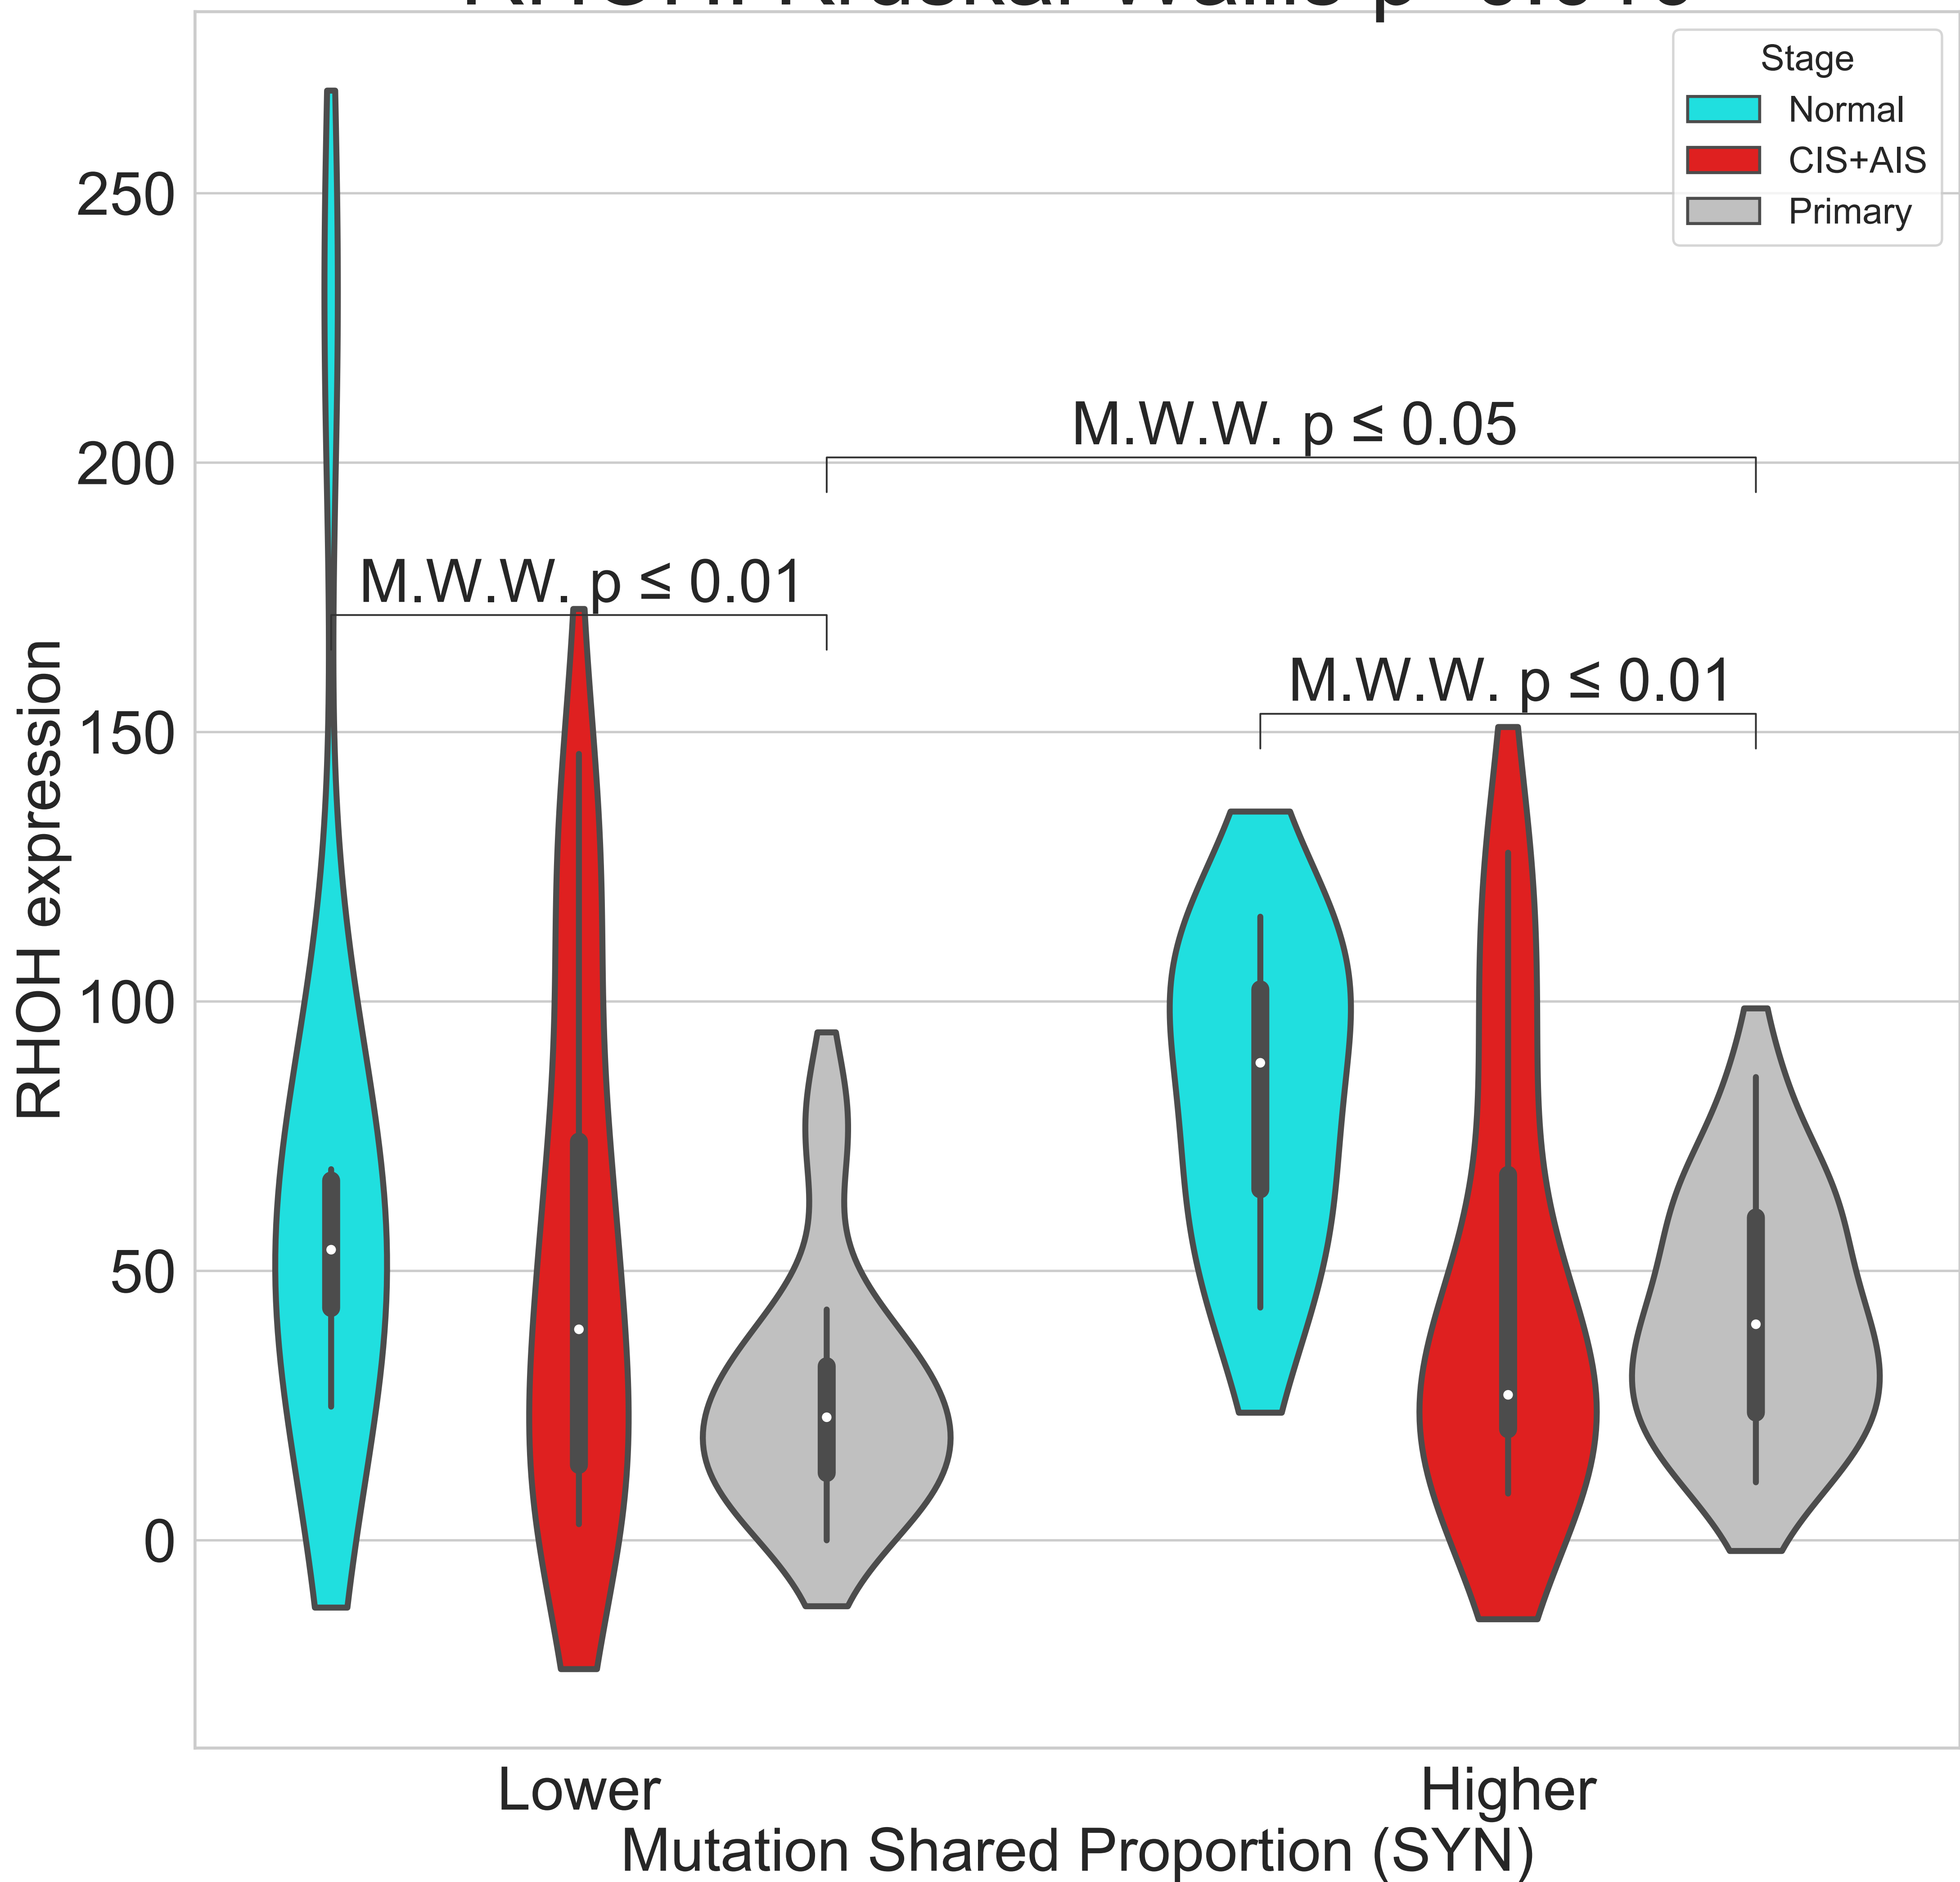 Stage
Normal
CIS+AIS
Primary
250
200
150
100
50
0
RHOH expression
M.W.W. p ≤ 0.05
M.W.W. p ≤ 0.01
M.W.W. p ≤ 0.01
Lower
Higher
Mutation Shared Proportion (SYN)